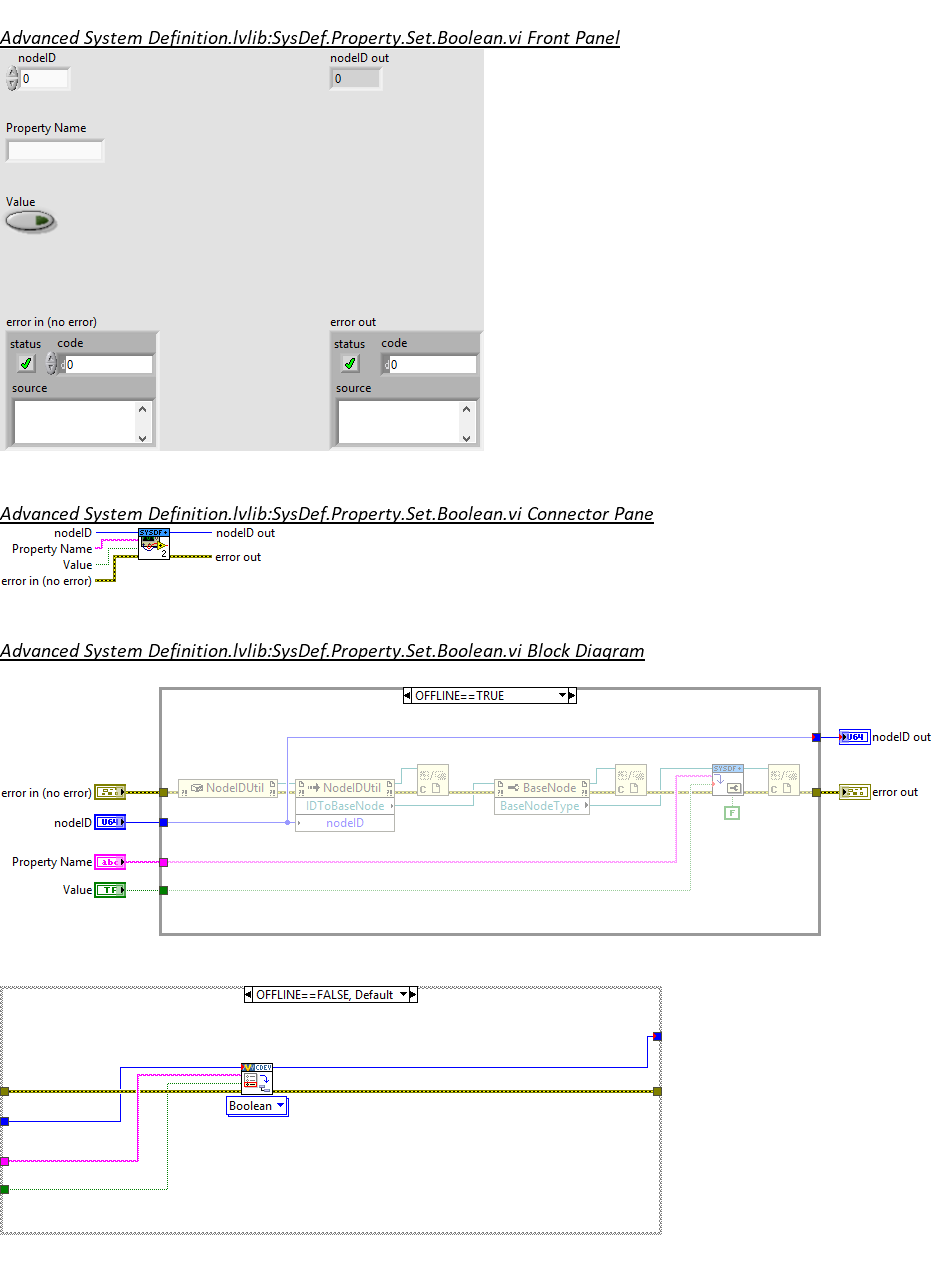 Advanced System Definition.lvlib:SysDef.Property.Set.Boolean.vi Front Panel
nodeID
nodeID out
0
0
Property Name
Value
error in (no error)
error out
status code
status code
d 0
d 0
source
source
Advanced System Definition.lvlib:SysDef.Property.Set.Boolean.vi Connector Pane
nodeID
SYSDF+
nodeID out
Property Name
2
Value
error out
error in (no error)
Advanced System Definition.lvlib:SysDef.Property.Set.Boolean.vi Block Diagram
OFFLINE==TRUE
U64 nodeID out
error in (no error)
NodeIDUtil
NodeIDUtil
BaseNode
SYSDF+
error out
IDToBaseNode
BaseNodeType
nodeID U64
nodeID
F
Property Name abc
Value TF
OFFLINE==FALSE, Default
CDEV
Boolean